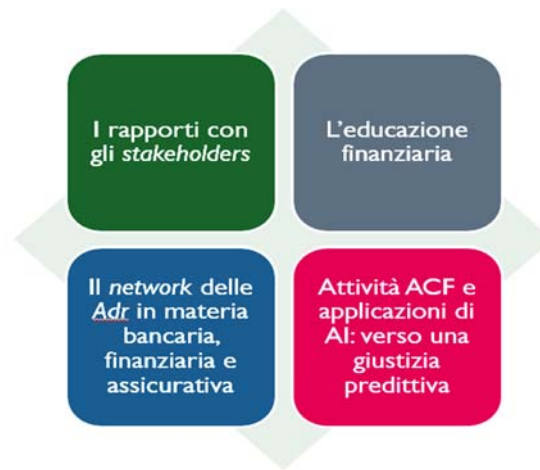 I rapporti con
gli stakeholders
L'educazione
finanziaria
Il network delle
Adr in materia
bancaria,
finanziaria e
assicurativa
Attività ACF e
applicazioni di
AI: verso una
giustizia
predittiva